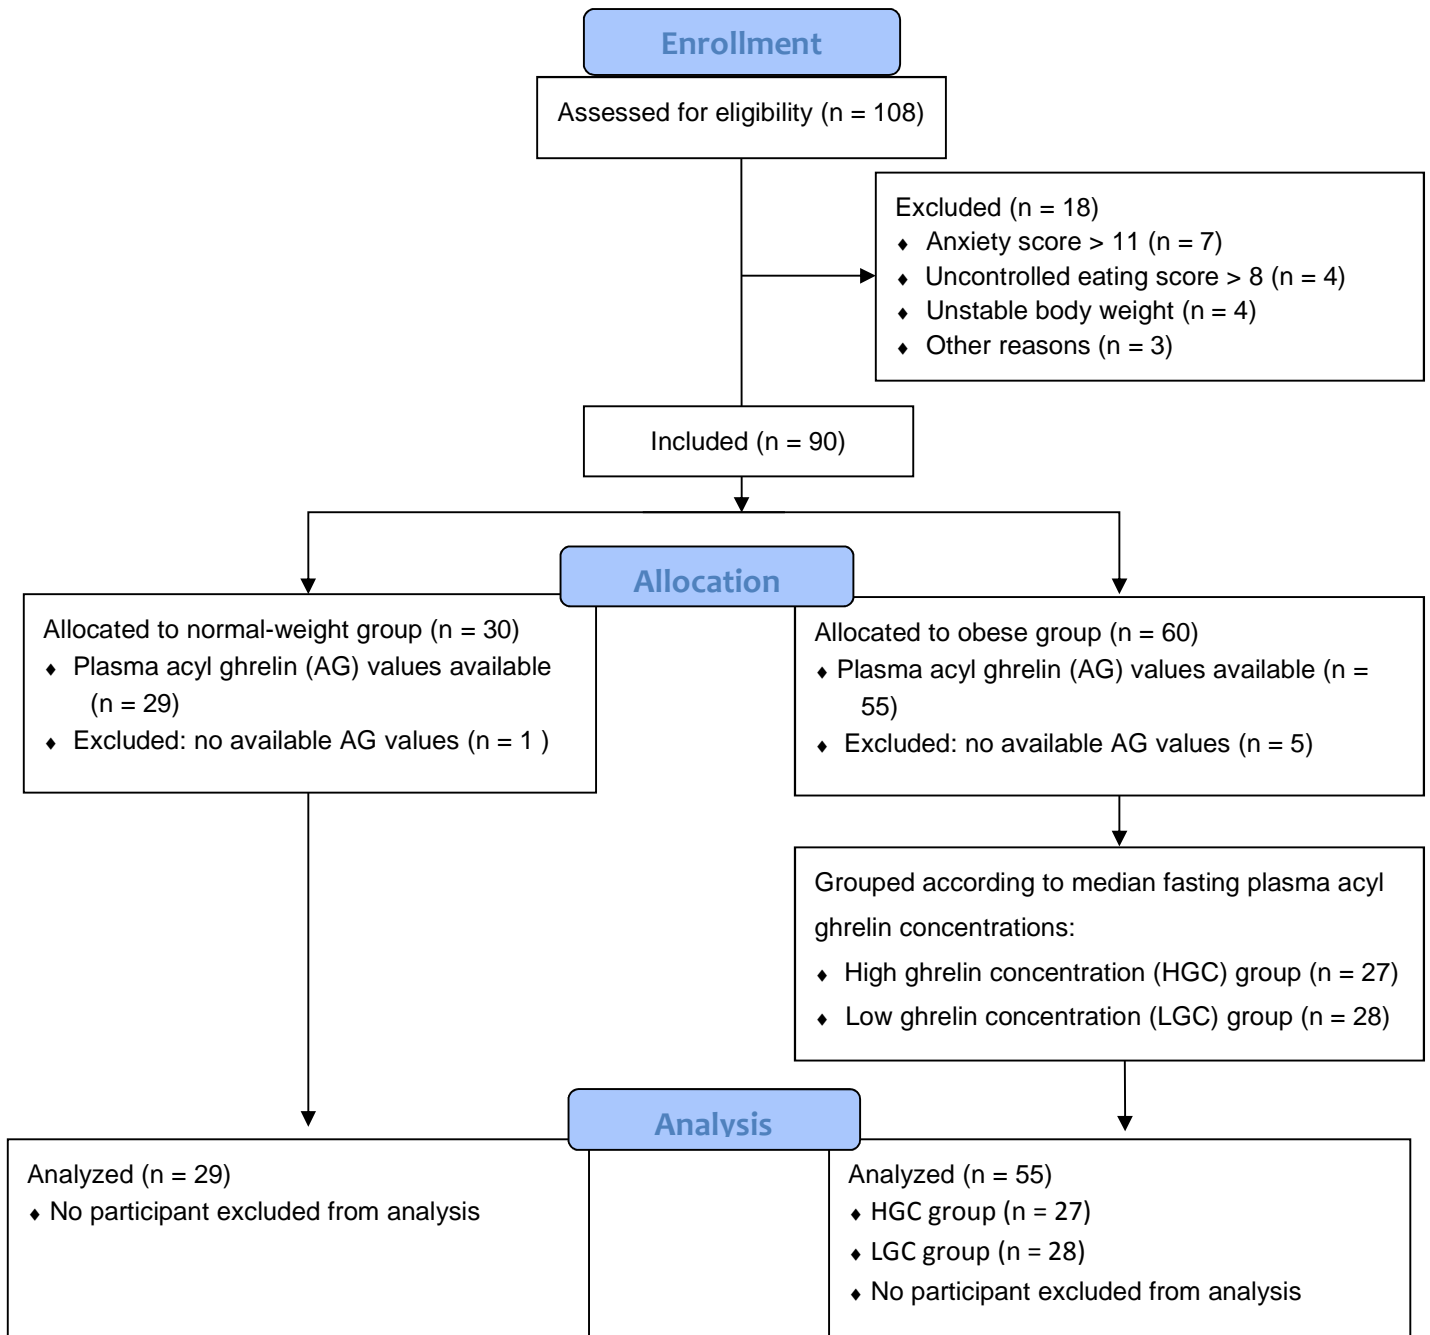 Enrollment
Assessed for eligibility (n = 108)
Excluded (n = 18)
♦ Anxiety score > 11 (n = 7)
♦ Uncontrolled eating score > 8 (n = 4)
♦ Unstable body weight (n = 4)
♦ Other reasons (n = 3)
Included (n = 90)
Allocation
Allocated to normal-weight group (n = 30)
♦ Plasma acyl ghrelin (AG) values available
(n = 29)
♦ Excluded: no available AG values (n = 1 )
Allocated to obese group (n = 60)
♦ Plasma acyl ghrelin (AG) values available (n =
55)
♦ Excluded: no available AG values (n = 5)
Grouped according to median fasting plasma acyl
ghrelin concentrations:
♦ High ghrelin concentration (HGC) group (n = 27)
♦ Low ghrelin concentration (LGC) group (n = 28)
Analysis
Analyzed (n = 29)
♦ No participant excluded from analysis
Analyzed (n = 55)
♦ HGC group (n = 27)
♦ LGC group (n = 28)
♦ No participant excluded from analysis